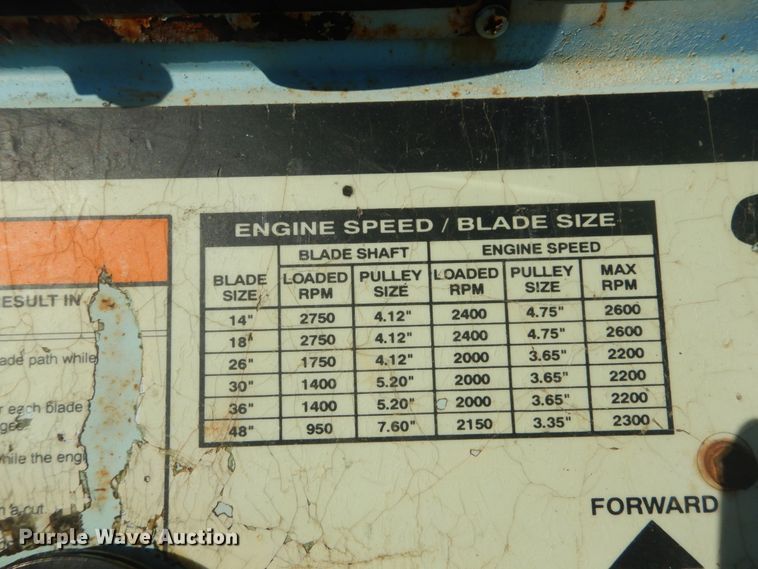 ENGINE SPEED / BLADE SIZE
BLADE SHAFT ENGINE SPEED
BLADE SIZE LOADED RPM PULLEY SIZE LOADED RPM PULLEY SIZE MAX RPM
14" 2750 4.12" 2400 4.75" 2600
18" 2750 4.12" 2400 4.75" 2600
26" 1750 4.12" 2000 3.65" 2200
30" 1400 5.20" 2000 3.65" 2200
36" 1400 5.20" 2000 3.65" 2200
48" 950 7.60" 2150 3.35" 2300
RESULT IN
ade path while
r each blade
while the engi
n a cut.
FORWARD
Purple Wave Auction